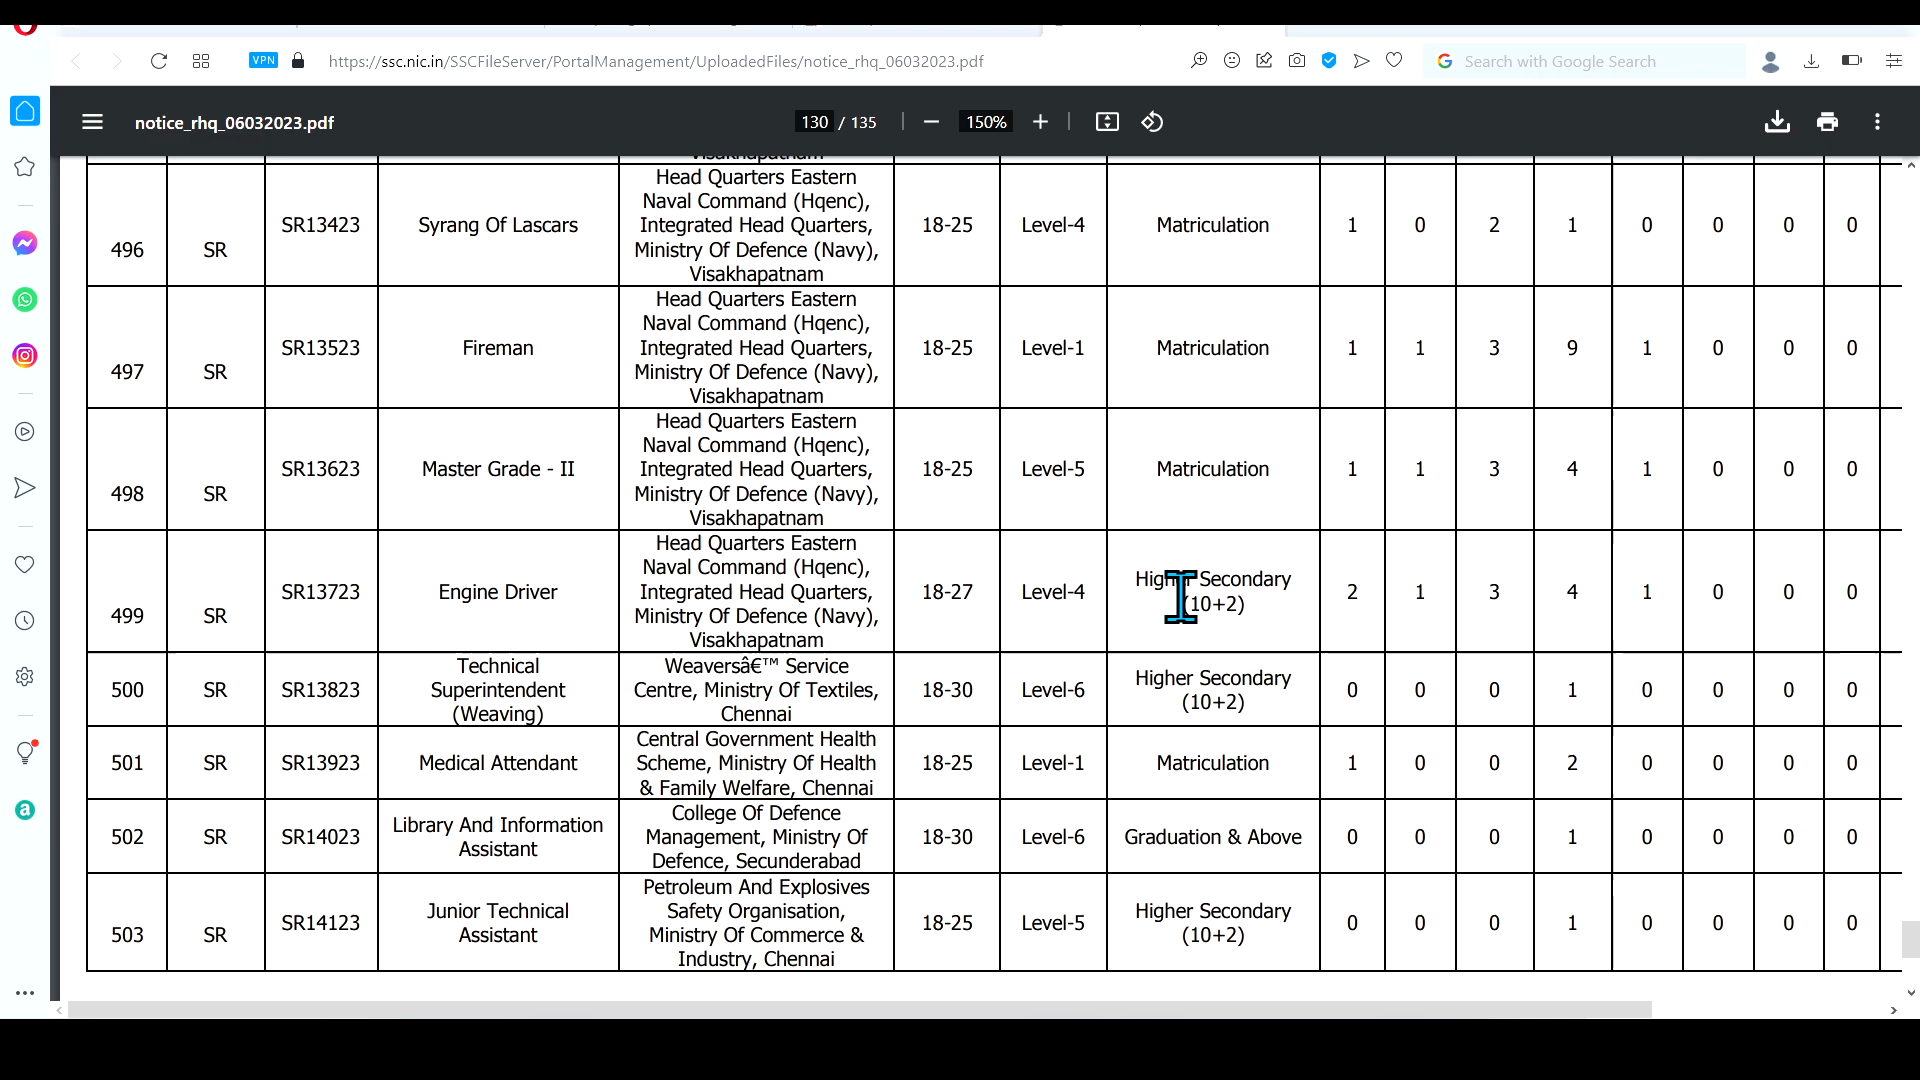 VPN
https://ssc.nic.in/SSCFileServer/PortalManagement/UploadedFiles/notice_rhq_06032023.pdf
Search with Google Search
notice_rhq_06032023.pdf
130 / 135
150%
Visakhapatnam
496 SR SR13423 Syrang Of Lascars
Head Quarters Eastern
Naval Command (Hqenc),
Integrated Head Quarters,
Ministry Of Defence (Navy),
Visakhapatnam
18-25 Level-4 Matriculation 1 0 2 1 0 0 0 0
497 SR SR13523 Fireman
Head Quarters Eastern
Naval Command (Hqenc),
Integrated Head Quarters,
Ministry Of Defence (Navy),
Visakhapatnam
18-25 Level-1 Matriculation 1 1 3 9 1 0 0 0
498 SR SR13623 Master Grade - II
Head Quarters Eastern
Naval Command (Hqenc),
Integrated Head Quarters,
Ministry Of Defence (Navy),
Visakhapatnam
18-25 Level-5 Matriculation 1 1 3 4 1 0 0 0
499 SR SR13723 Engine Driver
Head Quarters Eastern
Naval Command (Hqenc),
Integrated Head Quarters,
Ministry Of Defence (Navy),
Visakhapatnam
18-27 Level-4
Higher Secondary
(10+2)
2 1 3 4 1 0 0 0
500 SR SR13823
Technical
Superintendent
(Weaving)
Weaversâ€™ Service
Centre, Ministry Of Textiles,
Chennai
18-30 Level-6
Higher Secondary
(10+2)
0 0 0 1 0 0 0 0
501 SR SR13923 Medical Attendant
Central Government Health
Scheme, Ministry Of Health
& Family Welfare, Chennai
18-25 Level-1 Matriculation 1 0 0 2 0 0 0 0
502 SR SR14023
Library And Information
Assistant
College Of Defence
Management, Ministry Of
Defence, Secunderabad
18-30 Level-6 Graduation & Above 0 0 0 1 0 0 0 0
503 SR SR14123
Junior Technical
Assistant
Petroleum And Explosives
Safety Organisation,
Ministry Of Commerce &
Industry, Chennai
18-25 Level-5
Higher Secondary
(10+2)
0 0 0 1 0 0 0 0